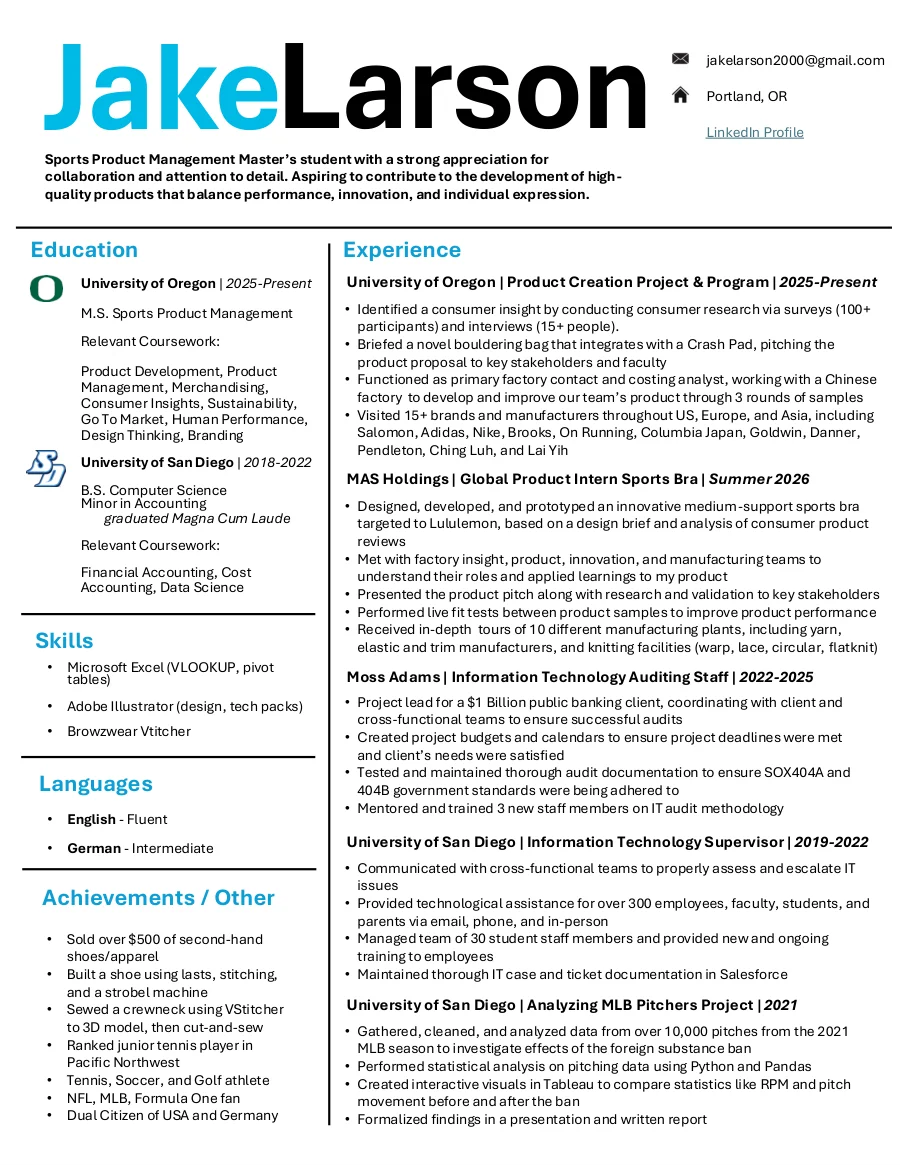 JakeLarson
jakelarson2000@gmail.com
Portland, OR
LinkedIn Profile
Sports Product Management Master's student with a strong appreciation for
collaboration and attention to detail. Aspiring to contribute to the development of high-
quality products that balance performance, innovation, and individual expression.
Education
O
University of Oregon | 2025-Present
M.S. Sports Product Management
Relevant Coursework:
Product Development, Product
Management, Merchandising,
Consumer Insights, Sustainability,
Go To Market, Human Performance,
Design Thinking, Branding
SD
University of San Diego | 2018-2022
B.S. Computer Science
Minor in Accounting
graduated Magna Cum Laude
Relevant Coursework:
Financial Accounting, Cost
Accounting, Data Science
Skills
• Microsoft Excel (VLOOKUP, pivot
tables)
• Adobe Illustrator (design, tech packs)
• Browzwear Vtitcher
Languages
• English - Fluent
• German - Intermediate
Achievements / Other
• Sold over $500 of second-hand
shoes/apparel
• Built a shoe using lasts, stitching,
and a strobel machine
• Sewed a crewneck using VStitcher
to 3D model, then cut-and-sew
• Ranked junior tennis player in
Pacific Northwest
• Tennis, Soccer, and Golf athlete
• NFL, MLB, Formula One fan
• Dual Citizen of USA and Germany
Experience
University of Oregon | Product Creation Project & Program | 2025-Present
• Identified a consumer insight by conducting consumer research via surveys (100+
participants) and interviews (15+ people).
• Briefed a novel bouldering bag that integrates with a Crash Pad, pitching the
product proposal to key stakeholders and faculty
• Functioned as primary factory contact and costing analyst, working with a Chinese
factory to develop and improve our team's product through 3 rounds of samples
• Visited 15+ brands and manufacturers throughout US, Europe, and Asia, including
Salomon, Adidas, Nike, Brooks, On Running, Columbia Japan, Goldwin, Danner,
Pendleton, Ching Luh, and Lai Yih
MAS Holdings | Global Product Intern Sports Bra | Summer 2026
• Designed, developed, and prototyped an innovative medium-support sports bra
targeted to Lululemon, based on a design brief and analysis of consumer product
reviews
• Met with factory insight, product, innovation, and manufacturing teams to
understand their roles and applied learnings to my product
• Presented the product pitch along with research and validation to key stakeholders
• Performed live fit tests between product samples to improve product performance
• Received in-depth tours of 10 different manufacturing plants, including yarn,
elastic and trim manufacturers, and knitting facilities (warp, lace, circular, flatknit)
Moss Adams | Information Technology Auditing Staff | 2022-2025
• Project lead for a $1 Billion public banking client, coordinating with client and
cross-functional teams to ensure successful audits
• Created project budgets and calendars to ensure project deadlines were met
and client's needs were satisfied
• Tested and maintained thorough audit documentation to ensure SOX404A and
404B government standards were being adhered to
• Mentored and trained 3 new staff members on IT audit methodology
University of San Diego | Information Technology Supervisor | 2019-2022
• Communicated with cross-functional teams to properly assess and escalate IT
issues
• Provided technological assistance for over 300 employees, faculty, students, and
parents via email, phone, and in-person
• Managed team of 30 student staff members and provided new and ongoing
training to employees
• Maintained thorough IT case and ticket documentation in Salesforce
University of San Diego | Analyzing MLB Pitchers Project | 2021
• Gathered, cleaned, and analyzed data from over 10,000 pitches from the 2021
MLB season to investigate effects of the foreign substance ban
• Performed statistical analysis on pitching data using Python and Pandas
• Created interactive visuals in Tableau to compare statistics like RPM and pitch
movement before and after the ban
• Formalized findings in a presentation and written report